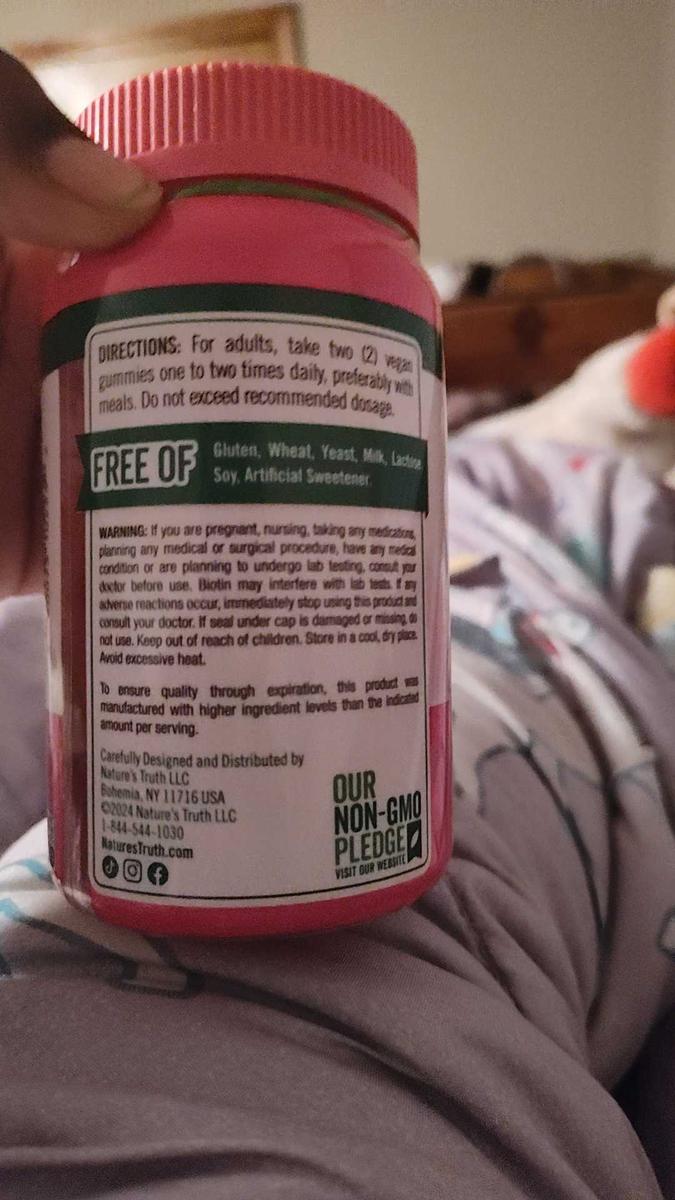 DIRECTIONS: For adults, take two (2) vegan
gummies one to two times daily, preferably with
meals. Do not exceed recommended dosage.
FREE OF
Gluten, Wheat, Yeast, Milk, Lactose,
Soy, Artificial Sweetener.
WARNING: If you are pregnant, nursing, taking any medications,
planning any medical or surgical procedure, have any medical
condition or are planning to undergo lab testing, consult your
doctor before use. Biotin may interfere with lab tests. If any
adverse reactions occur, immediately stop using this product and
consult your doctor. If seal under cap is damaged or missing, do
not use. Keep out of reach of children. Store in a cool, dry place.
Avoid excessive heat.
To ensure quality through expiration, this product was
manufactured with higher ingredient levels than the indicated
amount per serving.
Carefully Designed and Distributed by
Nature's Truth LLC
Bohemia, NY 11716 USA
©2024 Nature's Truth LLC
1-844-544-1030
NaturesTruth.com
OUR
NON-GMO
PLEDGE
VISIT OUR WEBSITE